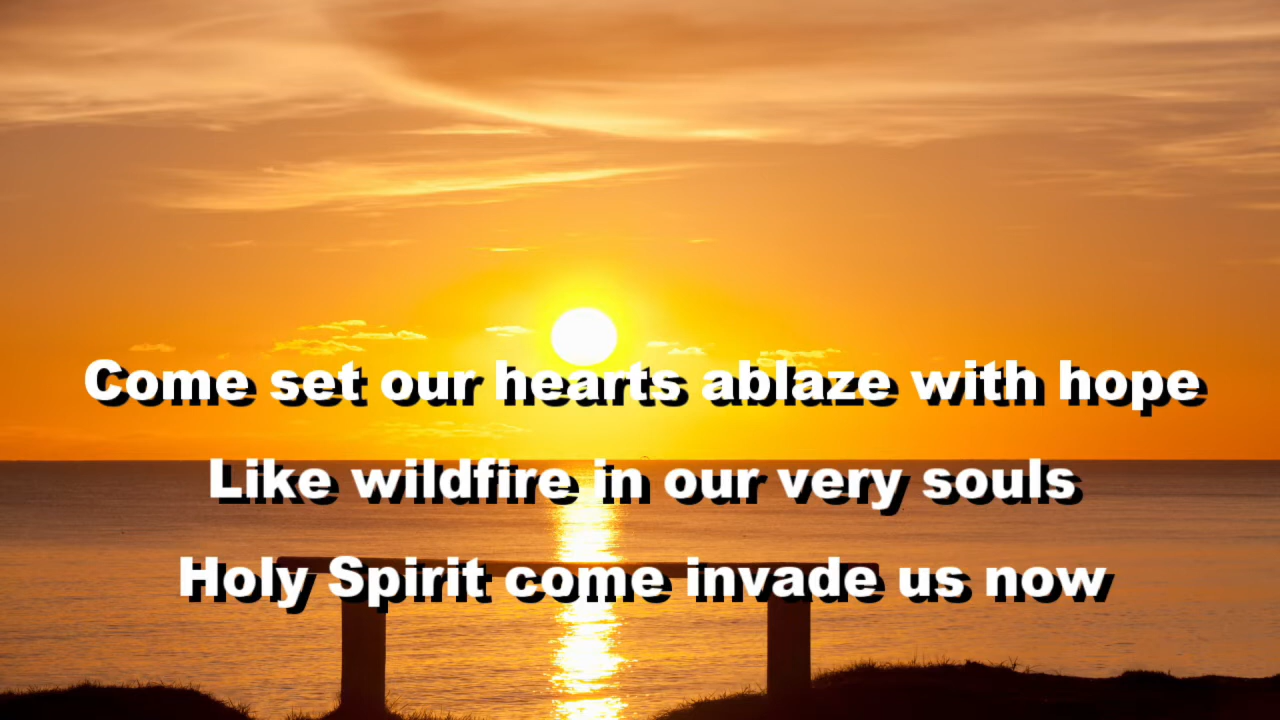 Come set our hearts ablaze with hope
Like wildfire in our very souls
Holy Spirit come invade us now